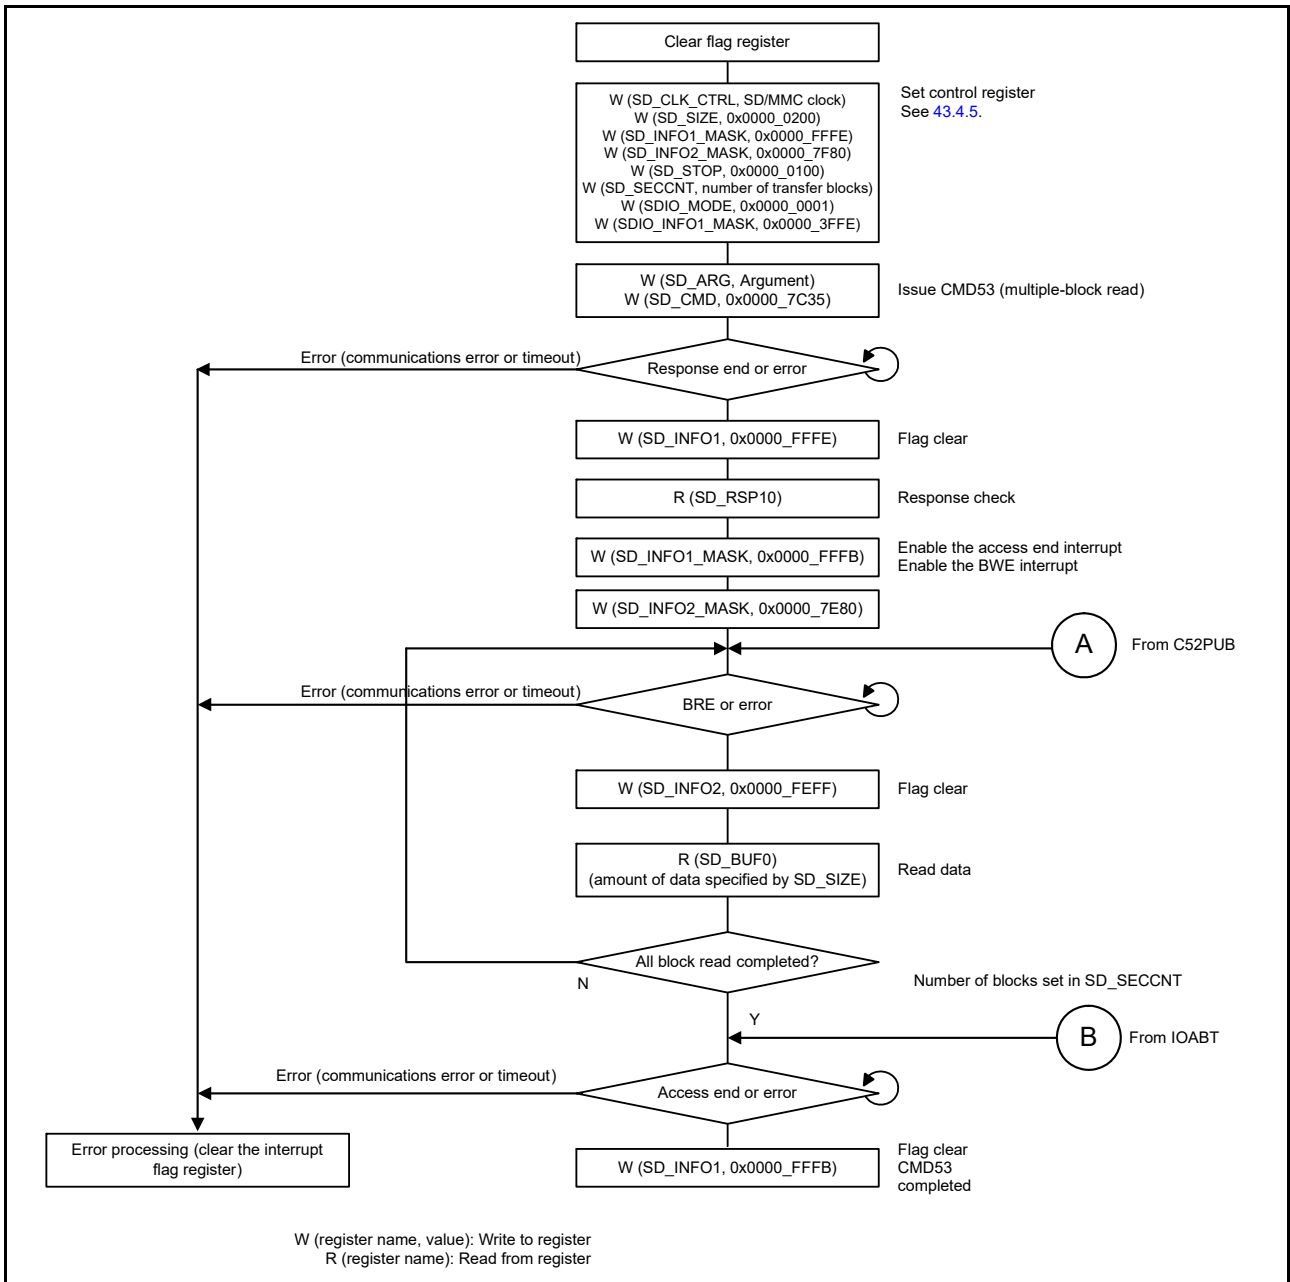 Clear flag register
W (SD_CLK_CTRL, SD/MMC clock)
W (SD_SIZE, 0x0000_0200)
W (SD_INFO1_MASK, 0x0000_FFFE)
W (SD_INFO2_MASK, 0x0000_7F80)
W (SD_STOP, 0x0000_0100)
W (SD_SECCNT, number of transfer blocks)
W (SDIO_MODE, 0x0000_0001)
W (SDIO_INFO1_MASK, 0x0000_3FFE)
Set control register
See 43.4.5.
W (SD_ARG, Argument)
W (SD_CMD, 0x0000_7C35)
Issue CMD53 (multiple-block read)
Error (communications error or timeout)
Response end or error
W (SD_INFO1, 0x0000_FFFE)
Flag clear
R (SD_RSP10)
Response check
W (SD_INFO1_MASK, 0x0000_FFFB)
Enable the access end interrupt
Enable the BWE interrupt
W (SD_INFO2_MASK, 0x0000_7E80)
A
From C52PUB
Error (communications error or timeout)
BRE or error
W (SD_INFO2, 0x0000_FEFF)
Flag clear
R (SD_BUF0)
(amount of data specified by SD_SIZE)
Read data
All block read completed?
N
Number of blocks set in SD_SECCNT
Y
B
From IOABT
Error (communications error or timeout)
Access end or error
Error processing (clear the interrupt
flag register)
W (SD_INFO1, 0x0000_FFFB)
Flag clear
CMD53
completed
W (register name, value): Write to register
R (register name): Read from register